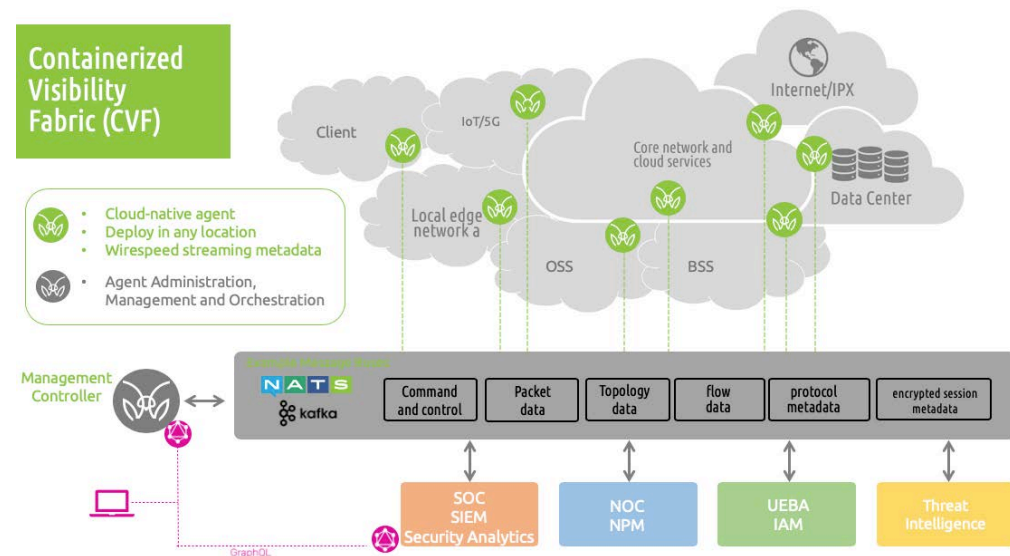 Containerized
Visibility
Fabric (CVF)
Cloud-native agent
Deploy in any location
Wirespeed streaming metadata
Agent Administration,
Management and Orchestration
Client
IoT/5G
Local edge
network a
OSS
BSS
Core network and
cloud services
Internet/IPX
Data Center
Management
Controller
NATS
kafka
Command
and control
Packet
data
Topology
data
flow
data
protocol
metadata
encrypted session
metadata
SOC
SIEM
Security Analytics
NOC
NPM
UEBA
IAM
Threat
Intelligence
GraphQL